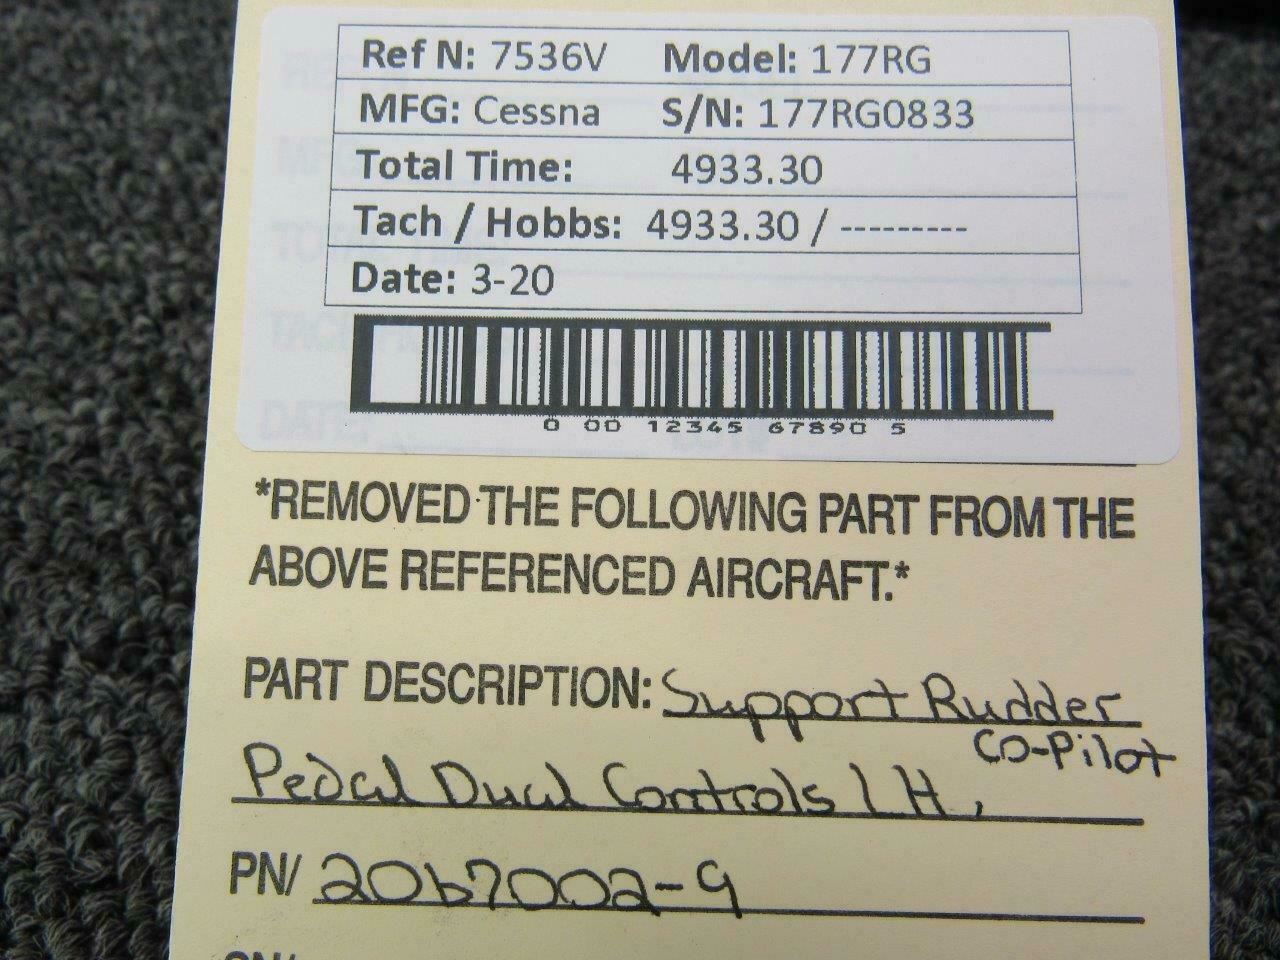 Ref N: 7536V Model: 177RG
MFG: Cessna S/N: 177RG0833
Total Time: 4933.30
Tach / Hobbs: 4933.30 / ---------
Date: 3-20
0 00 12345 67890 5
*REMOVED THE FOLLOWING PART FROM THE
ABOVE REFERENCED AIRCRAFT.*
PART DESCRIPTION: Support Rudder
Co-Pilot
Pedal Dual Controls LH,
PN/ 2067002-9
SN/